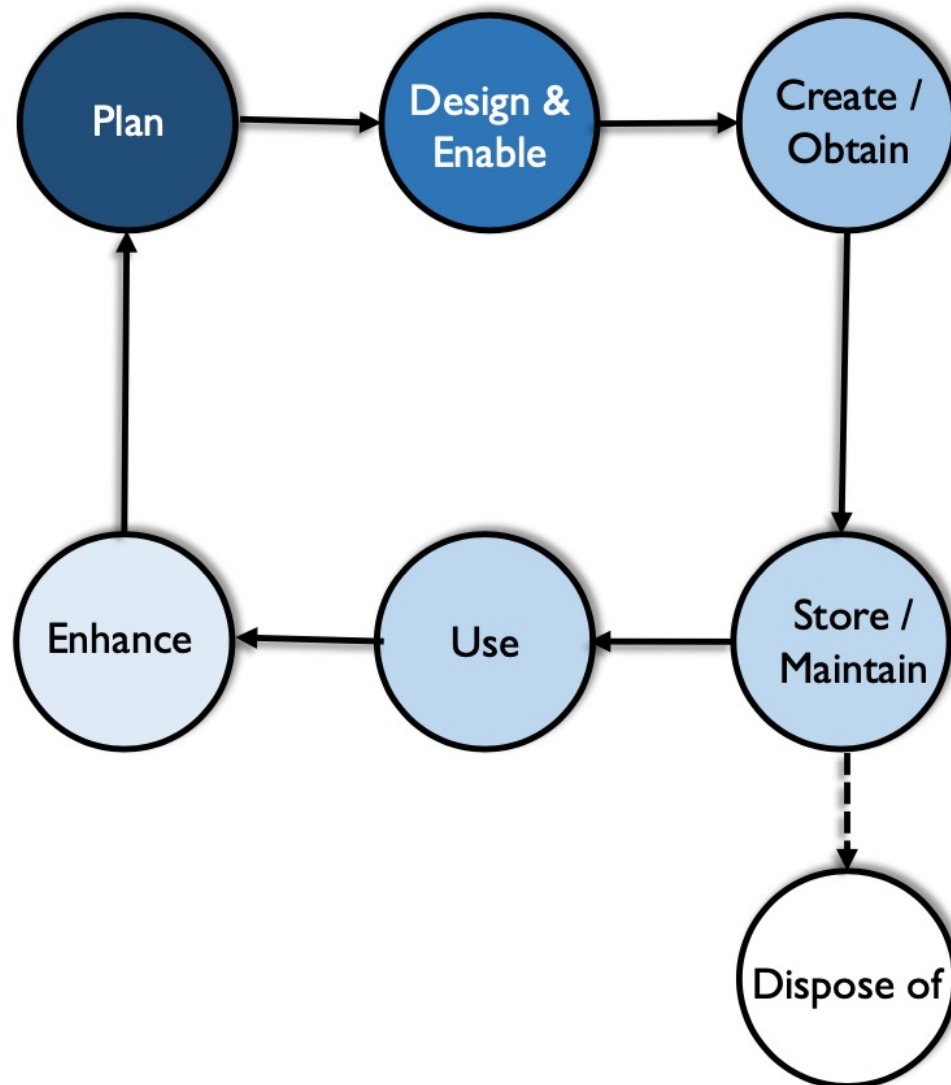 Plan
Design &
Enable
Create /
Obtain
Enhance
Use
Store /
Maintain
Dispose of